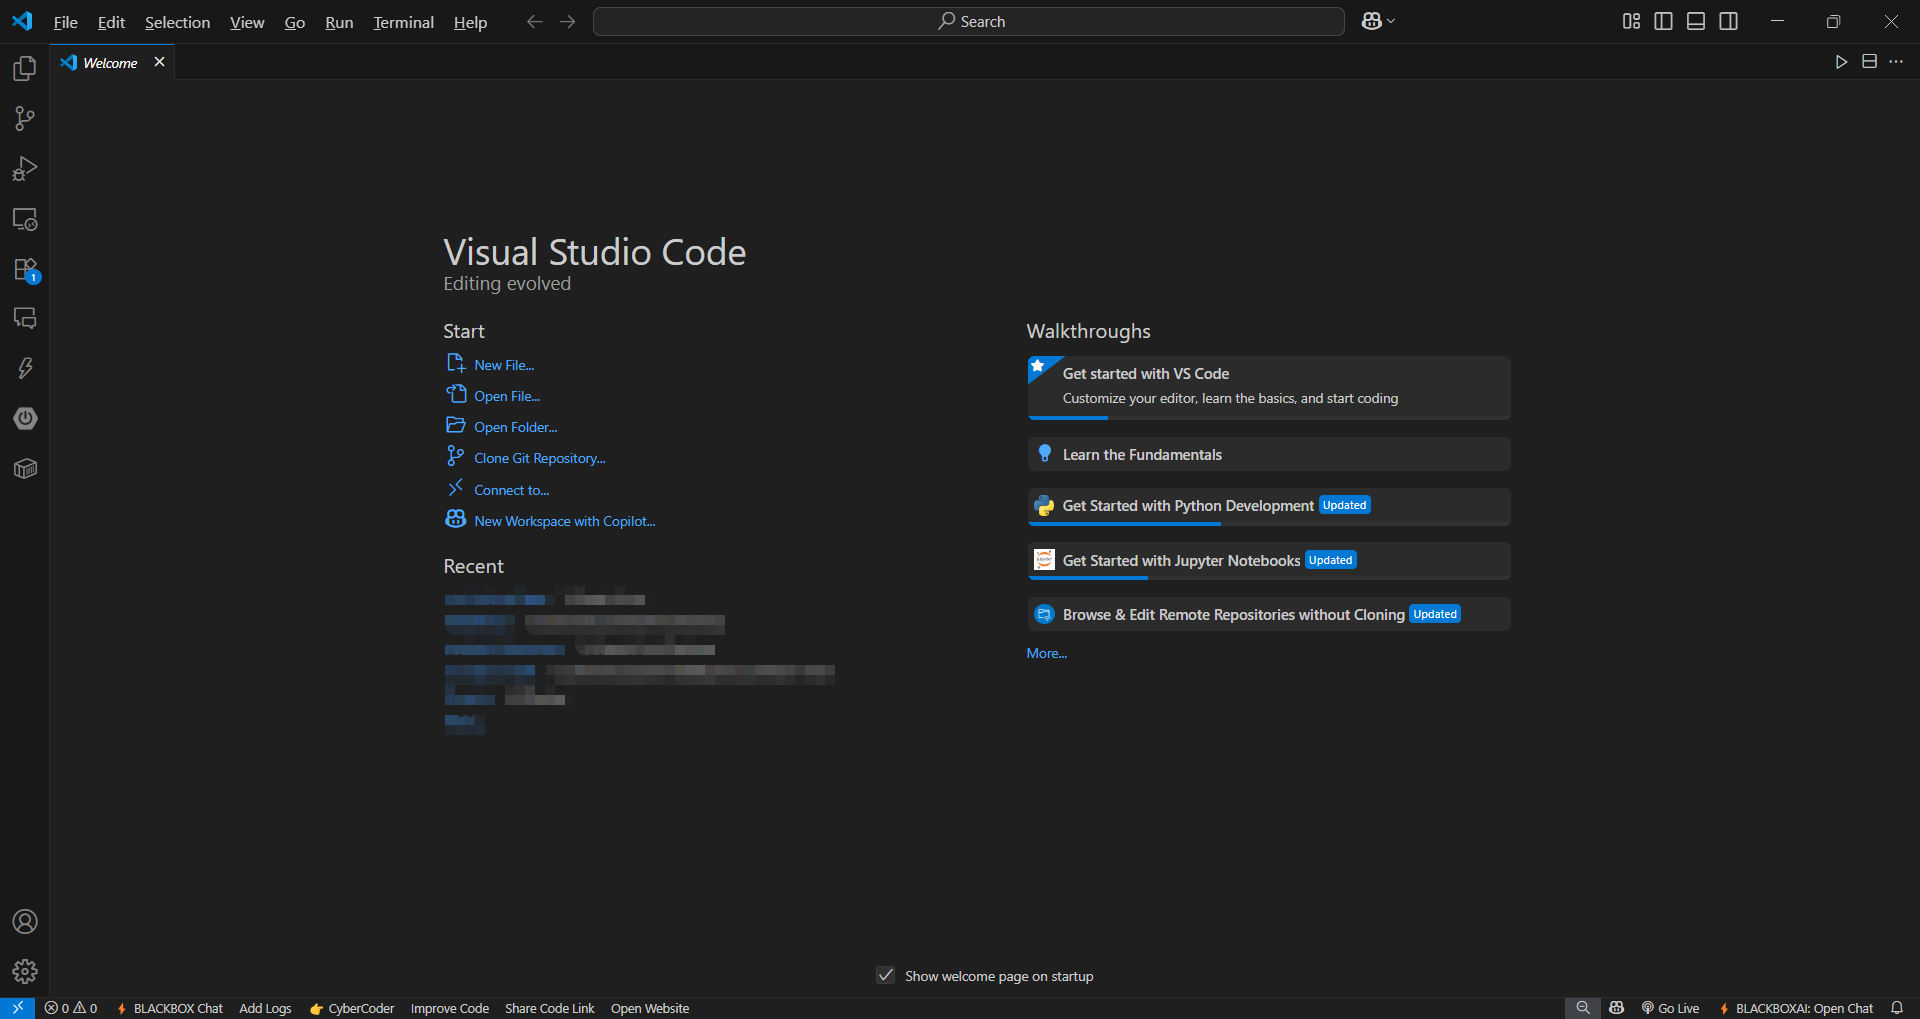 File Edit Selection View Go Run Terminal Help Search
Welcome
Visual Studio Code
Editing evolved
Start
New File...
Open File...
Open Folder...
Clone Git Repository...
Connect to...
New Workspace with Copilot...
Recent
Walkthroughs
Get started with VS Code
Customize your editor, learn the basics, and start coding
Learn the Fundamentals
Get Started with Python Development Updated
Get Started with Jupyter Notebooks Updated
Browse & Edit Remote Repositories without Cloning Updated
More...
1
Show welcome page on startup
0 0 BLACKBOX Chat Add Logs CyberCoder Improve Code Share Code Link Open Website Go Live BLACKBOXAI: Open Chat